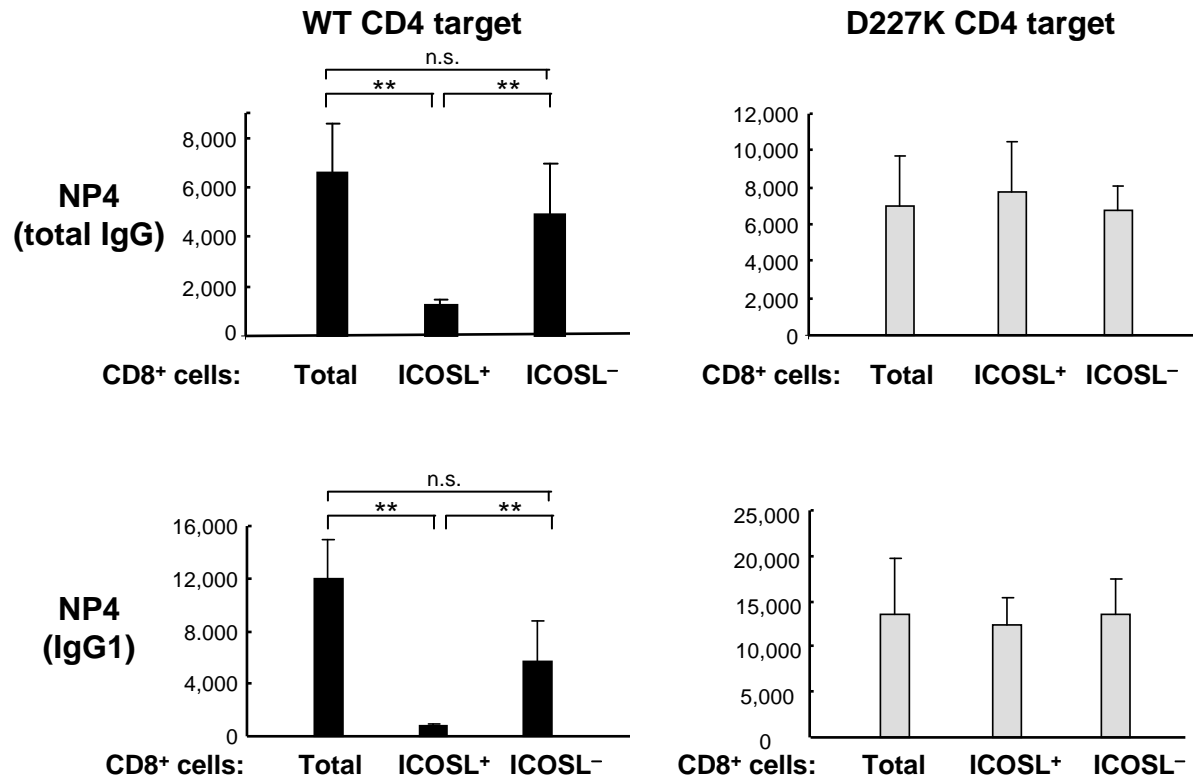 WT CD4 target
D227K CD4 target
n.s.
** **
NP4
(total IgG)
8,000
6,000
4,000
2,000
0
CD8⁺ cells: Total ICOSL⁺ ICOSL⁻
12,000
10,000
8,000
6,000
4,000
2,000
0
CD8⁺ cells: Total ICOSL⁺ ICOSL⁻
n.s.
** **
NP4
(IgG1)
16,000
12,000
8.000
4,000
0
CD8⁺ cells: Total ICOSL⁺ ICOSL⁻
25,000
20,000
15,000
10,000
5,000
0
CD8⁺ cells: Total ICOSL⁺ ICOSL⁻